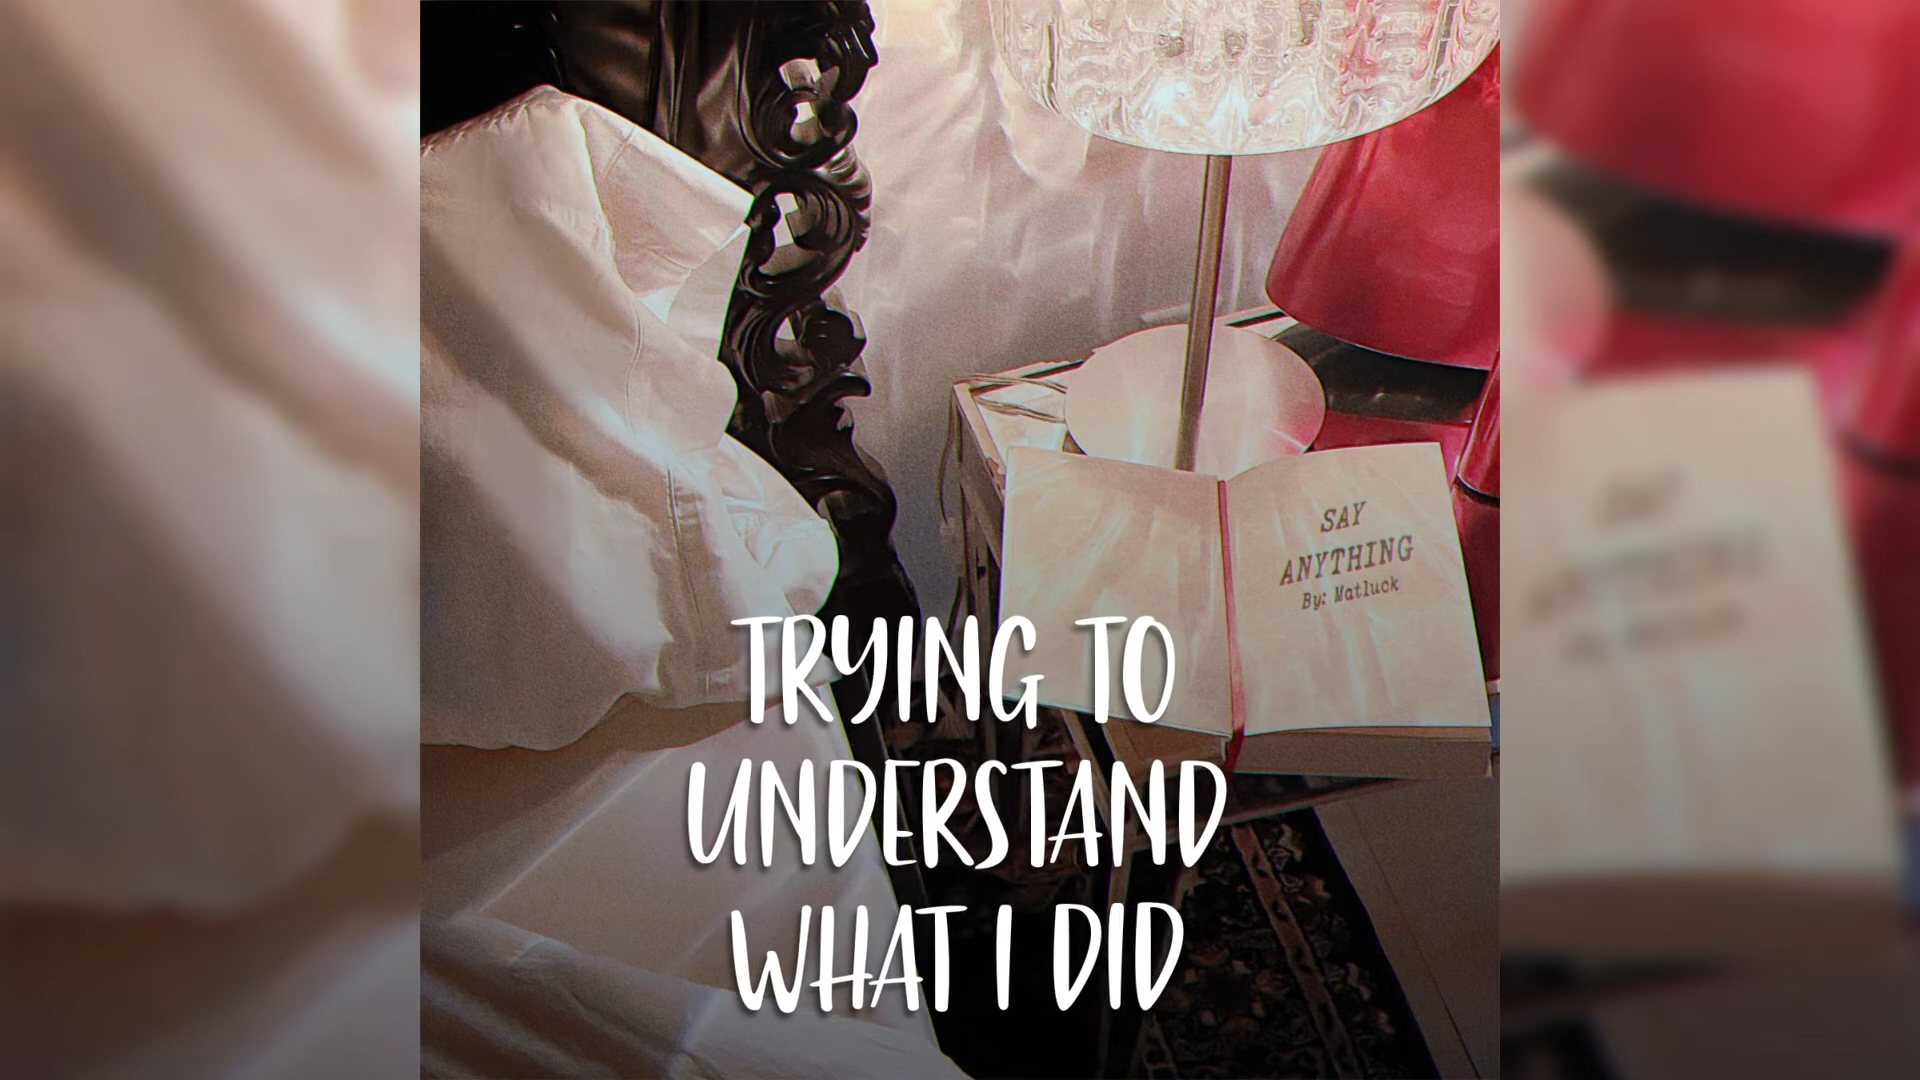 SAY
ANYTHING
By: Matluck
TRYING TO
UNDERSTAND
WHAT I DID